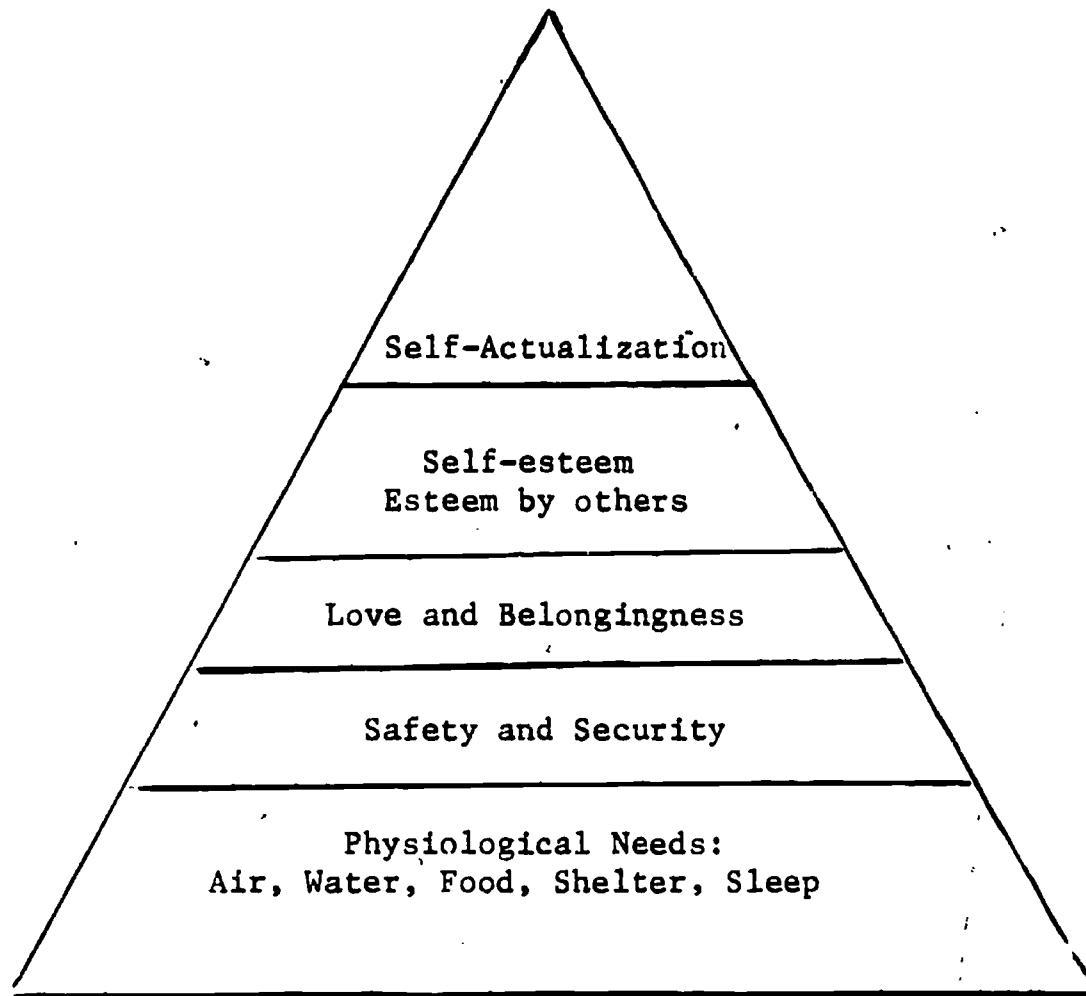 Self-Actualization
Self-esteem
Esteem by others
Love and Belongingness
Safety and Security
Physiological Needs:
Air, Water, Food, Shelter, Sleep